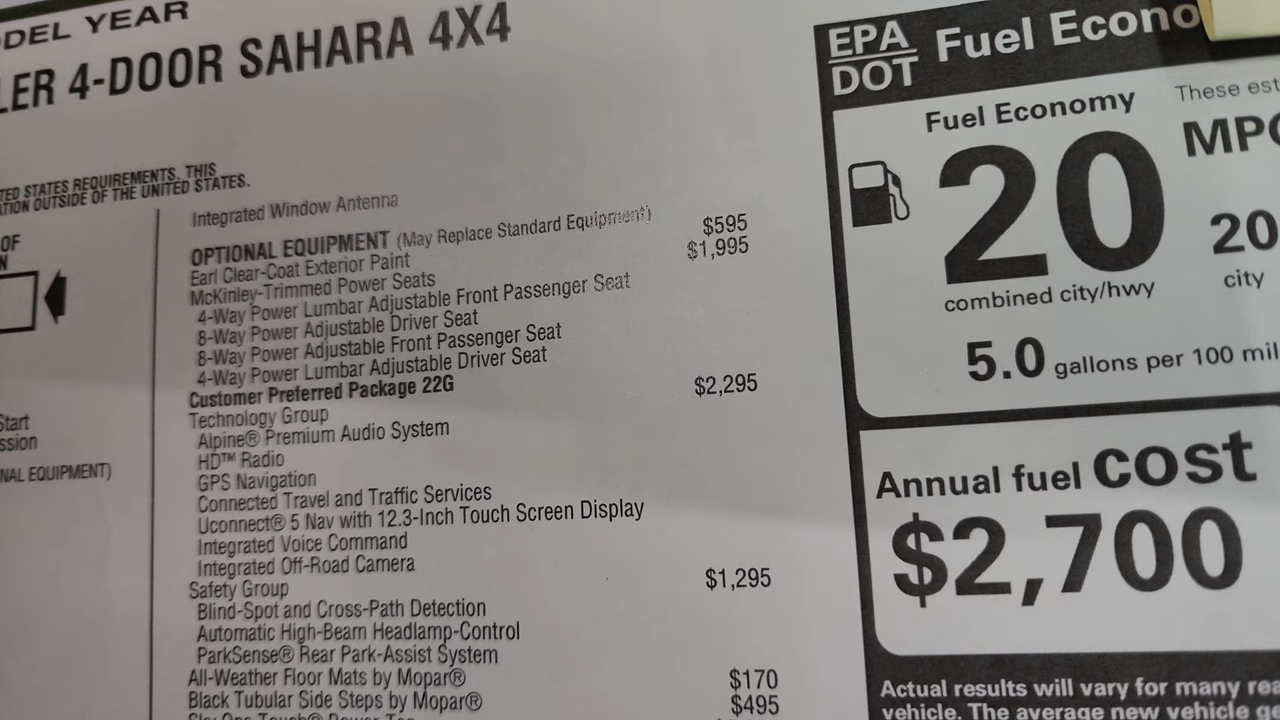 MODEL YEAR
4-DOOR SAHARA 4X4
STATES REQUIREMENTS. THIS
OUTSIDE OF THE UNITED STATES.
OF
Integrated Window Antenna
OPTIONAL EQUIPMENT (May Replace Standard Equipment)
Earl Clear-Coat Exterior Paint $595
McKinley-Trimmed Power Seats $1,995
4-Way Power Lumbar Adjustable Front Passenger Seat
8-Way Power Adjustable Driver Seat
8-Way Power Adjustable Front Passenger Seat
4-Way Power Lumbar Adjustable Driver Seat
Customer Preferred Package 22G
Technology Group $2,295
Alpine® Premium Audio System
HD™ Radio
GPS Navigation
Connected Travel and Traffic Services
Uconnect® 5 Nav with 12.3-Inch Touch Screen Display
Integrated Voice Command
Integrated Off-Road Camera
Safety Group $1,295
Blind-Spot and Cross-Path Detection
Automatic High-Beam Headlamp-Control
ParkSense® Rear Park-Assist System
All-Weather Floor Mats by Mopar® $170
Black Tubular Side Steps by Mopar® $495
Start
EQUIPMENT)
EPA
DOT
Fuel Econo
Fuel Economy
These est
20
MPG
combined city/hwy
20
city
5.0 gallons per 100 mil
Annual fuel cost
$2,700
Actual results will vary for many rea
vehicle. The average new vehicle ge